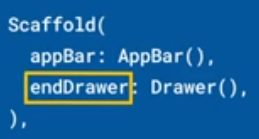 Scaffold(
appBar: AppBar(),
endDrawer: Drawer(),
),